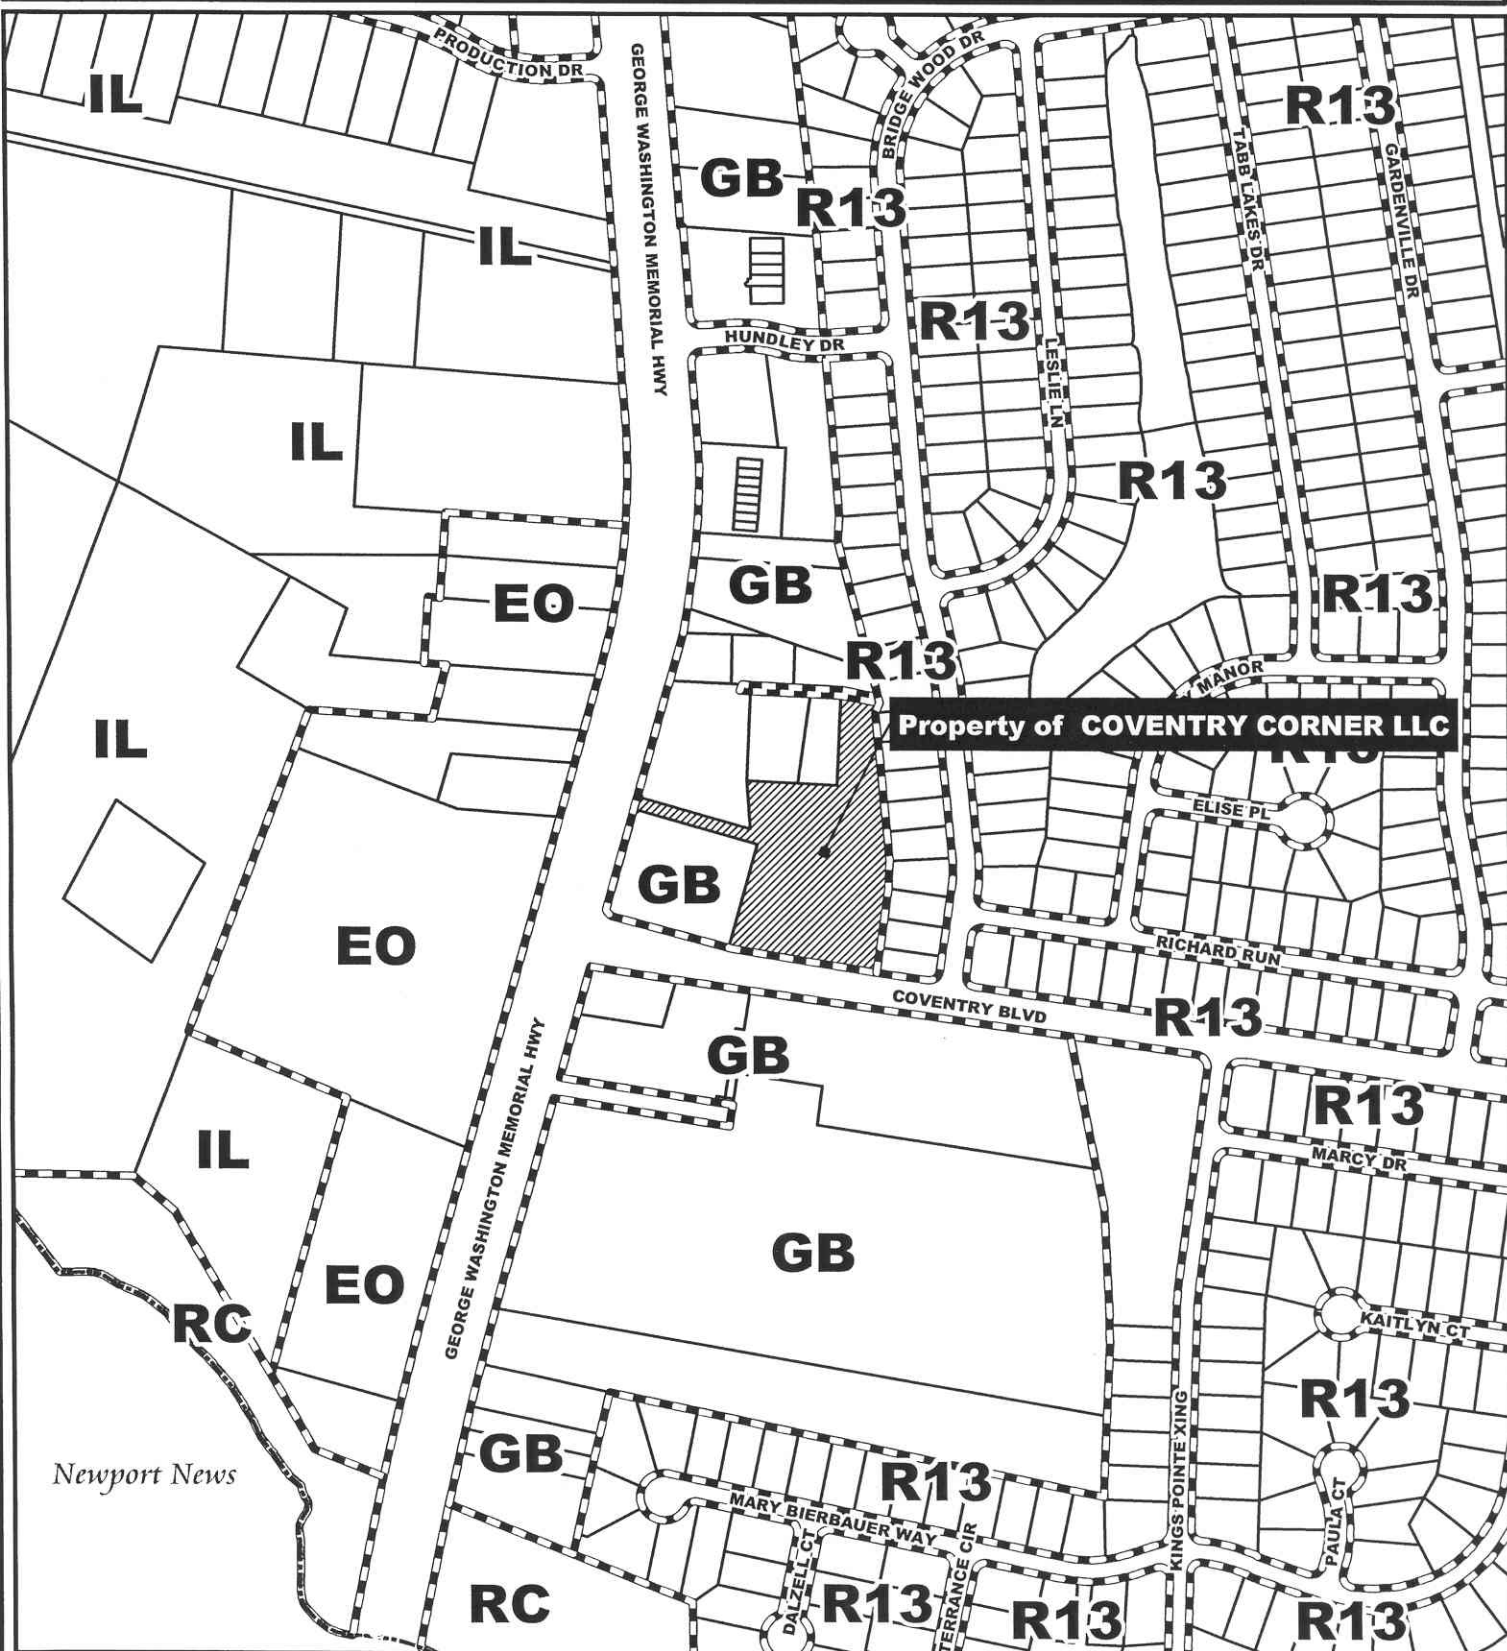 PRODUCTION DR
GEORGE WASHINGTON MEMORIAL HWY
BRIDGE WOOD DR
IL
R13
GB
R13
TABB LAKES DR
GARDENVILLE DR
IL
HUNDLEY DR
R13
LESLIE LN
IL
R13
EO
GB
R13
R13
MANOR
Property of COVENTRY CORNER LLC
R13
IL
ELISE PL
GB
EO
RICHARD RUN
COVENTRY BLVD
R13
GB
GEORGE WASHINGTON MEMORIAL HWY
R13
IL
MARCY DR
GB
EO
RC
KAITLYN CT
R13
GB
Newport News
R13
KINGS POINTE XING
MARY BIERBAUER WAY
PAULA CT
DALZELL CT
TERRANCE CIR
RC
R13
R13
R13